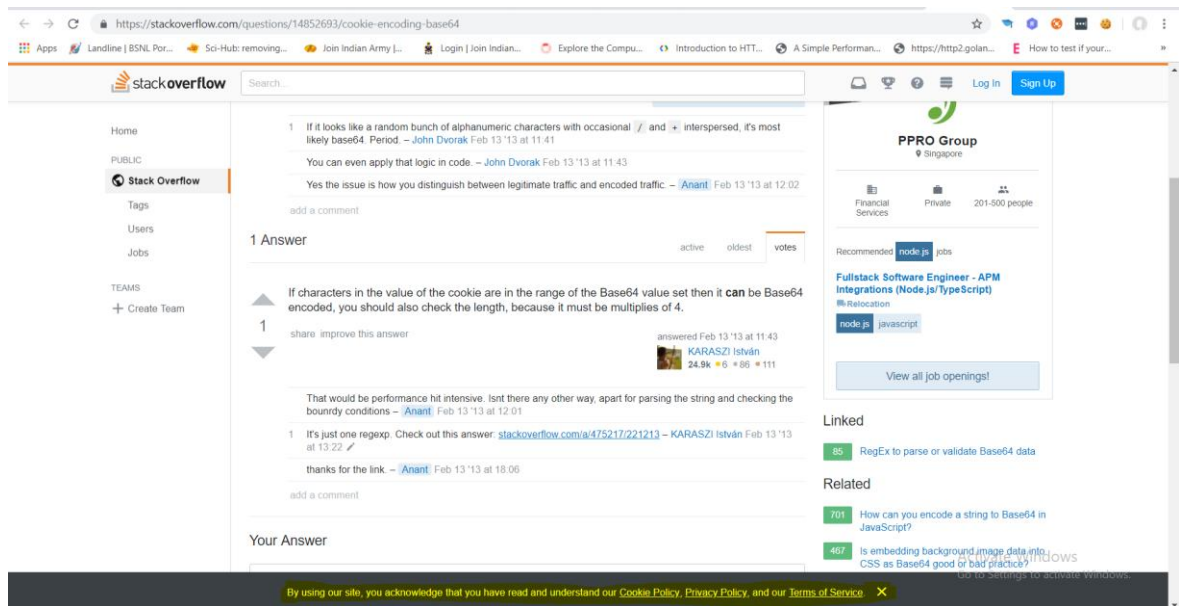 https://stackoverflow.com/questions/14852693/cookie-encoding-base64
Apps Landline | BSNL Por... Sci-Hub: removing... Join Indian Army |... Login | Join Indian... Explore the Compu... Introduction to HTT... A Simple Performan... https://http2.golan... E How to test if your... »
stackoverflow Search... Log In Sign Up
Home
PUBLIC
Stack Overflow
Tags
Users
Jobs
TEAMS
+ Create Team
1 If it looks like a random bunch of alphanumeric characters with occasional / and + interspersed, it's most
likely base64. Period. – John Dvorak Feb 13 '13 at 11:41
You can even apply that logic in code. – John Dvorak Feb 13 '13 at 11:43
Yes the issue is how you distinguish between legitimate traffic and encoded traffic. – Anant Feb 13 '13 at 12:02
add a comment
1 Answer
active oldest votes
If characters in the value of the cookie are in the range of the Base64 value set then it can be Base64
encoded, you should also check the length, because it must be multiples of 4.
1
share improve this answer
answered Feb 13 '13 at 11:43
KARASZI István
24.9k 6 86 111
That would be performance hit intensive. Isnt there any other way, apart for parsing the string and checking the
bounrdy conditions – Anant Feb 13 '13 at 12:01
1 It's just one regexp. Check out this answer: stackoverflow.com/a/475217/221213 – KARASZI István Feb 13 '13
at 13:22
thanks for the link. – Anant Feb 13 '13 at 18:06
add a comment
Your Answer
PPRO Group
Singapore
Financial Services
Private
201-500 people
Recommended node.js jobs
Fullstack Software Engineer - APM
Integrations (Node.js/TypeScript)
Relocation
node.js javascript
View all job openings!
Linked
85 RegEx to parse or validate Base64 data
Related
701 How can you encode a string to Base64 in
JavaScript?
467 Is embedding background image data into
CSS as Base64 good or bad practice?
Activate Windows
Go to Settings to activate Windows.
By using our site, you acknowledge that you have read and understand our Cookie Policy, Privacy Policy, and our Terms of Service. X